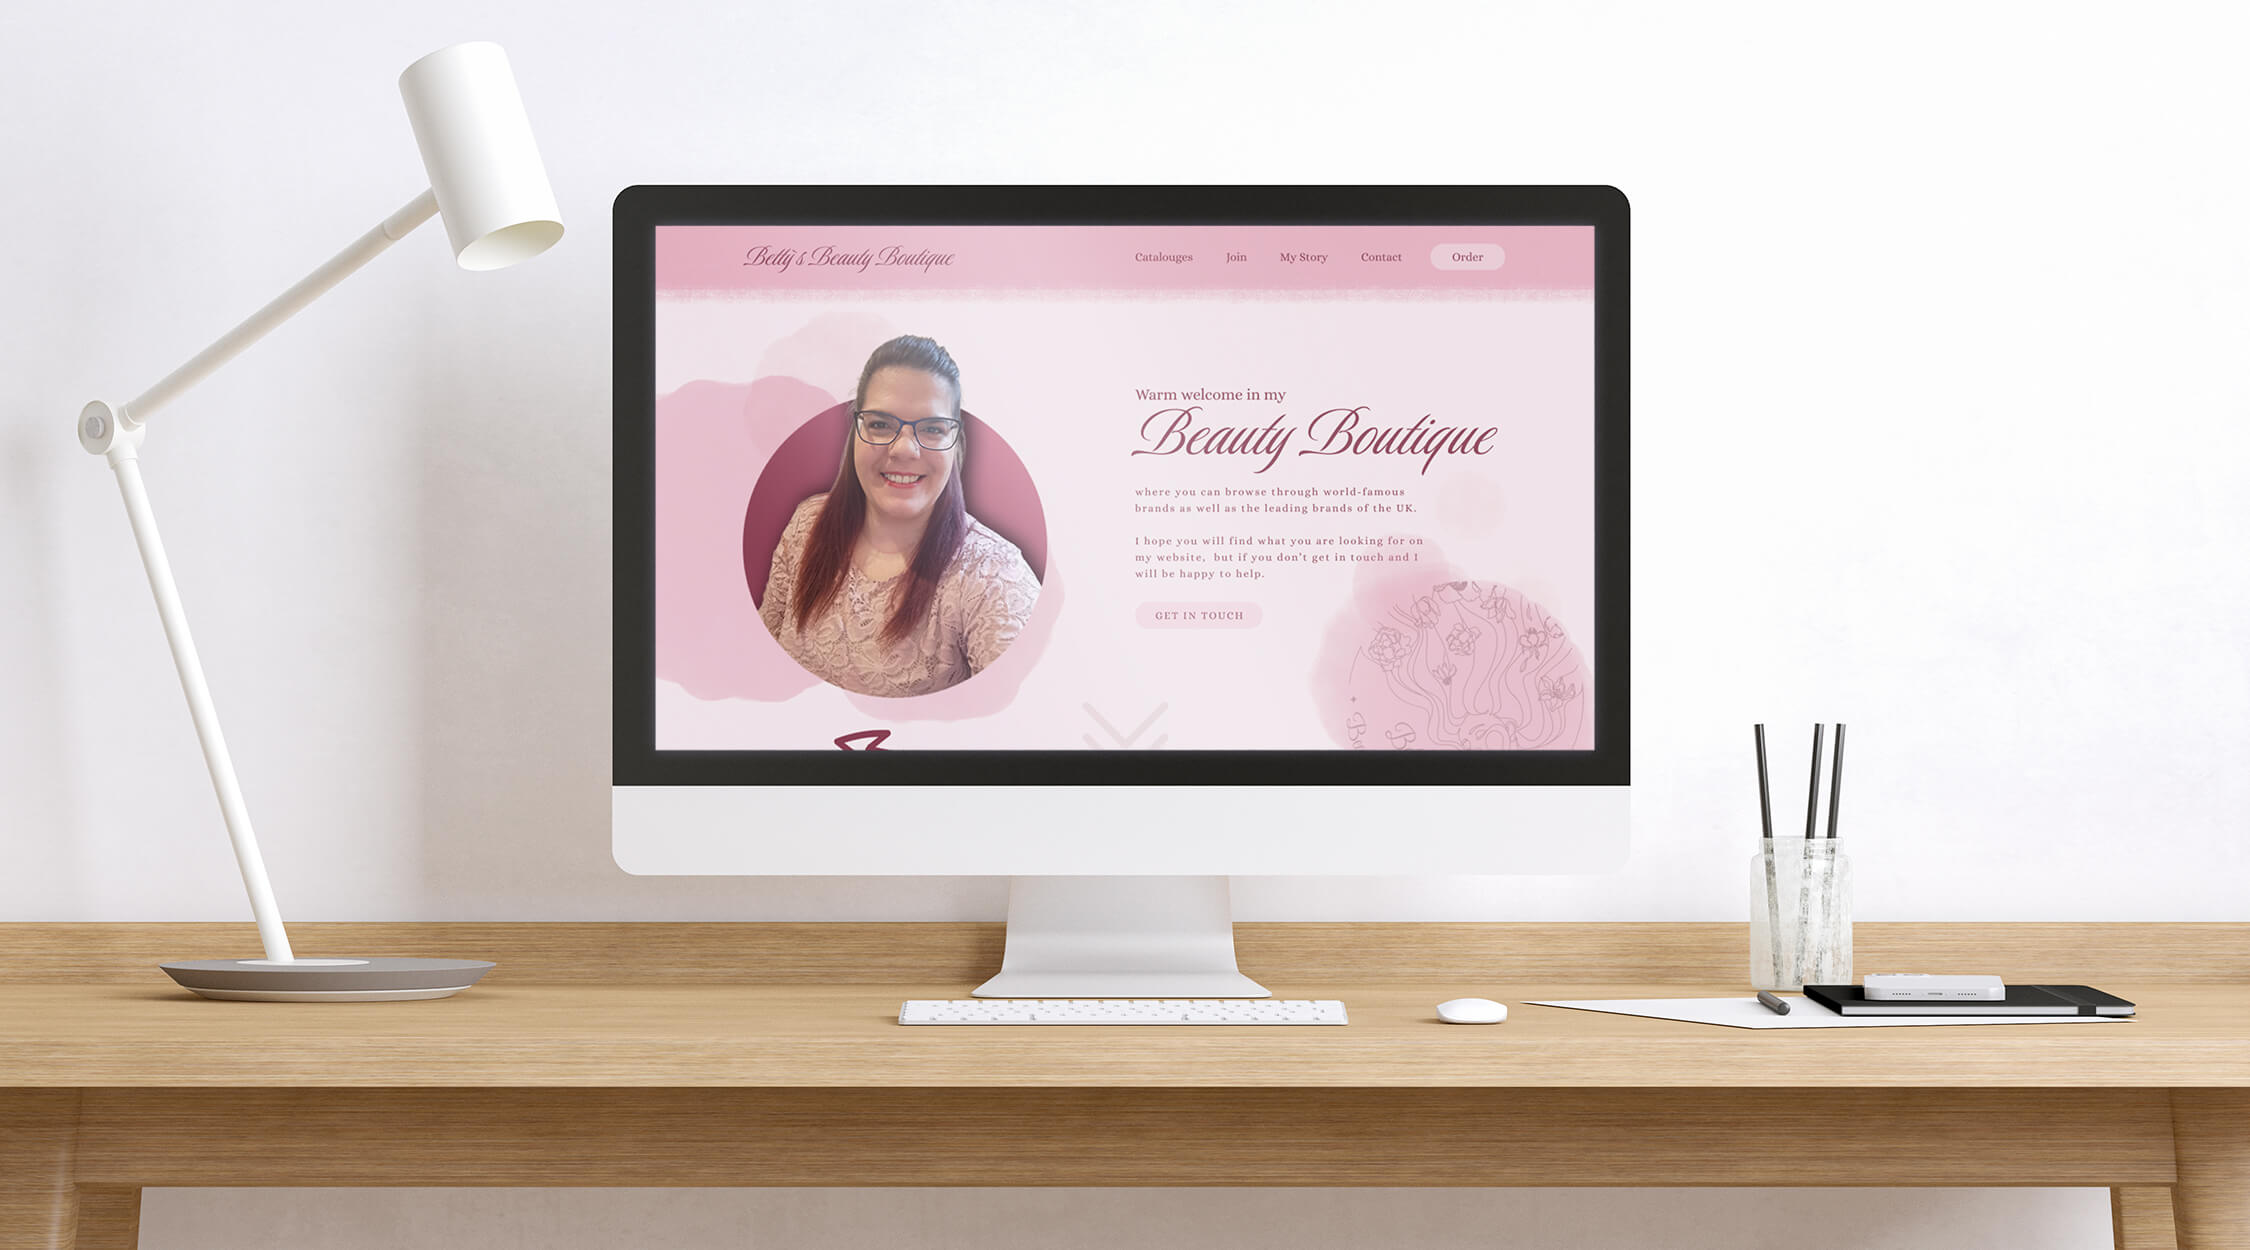 Betty's Beauty Boutique
Catalouges Join My Story Contact Order
Warm welcome in my
Beauty Boutique
where you can browse through world-famous
brands as well as the leading brands of the UK.
I hope you will find what you are looking for on
my website, but if you don't get in touch and I
will be happy to help.
GET IN TOUCH